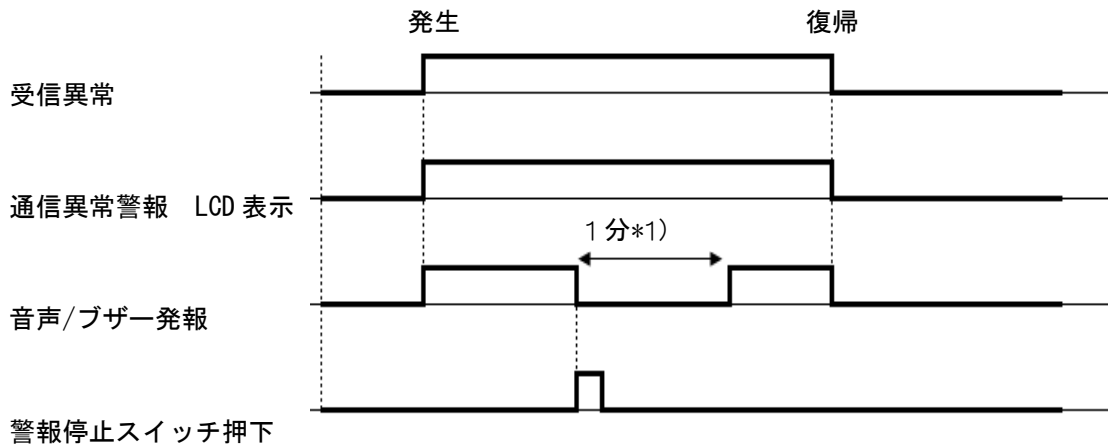 発生 復帰
受信異常
通信異常警報 LCD 表示
1 分*1)
音声/ブザー発報
警報停止スイッチ押下